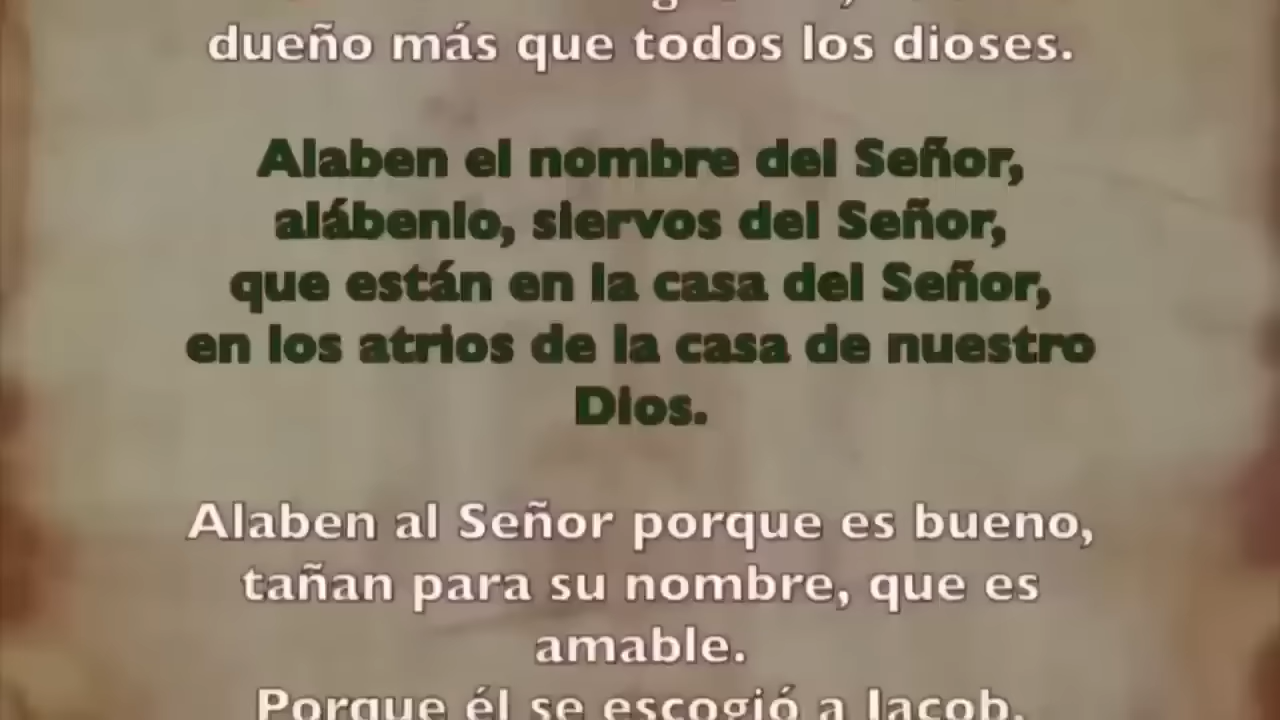 dueño más que todos los dioses.
Alaben el nombre del Señor,
alábenlo, siervos del Señor,
que están en la casa del Señor,
en los atrios de la casa de nuestro
Dios.
Alaben al Señor porque es bueno,
tañan para su nombre, que es
amable.
Porque él se escogió a Jacob,